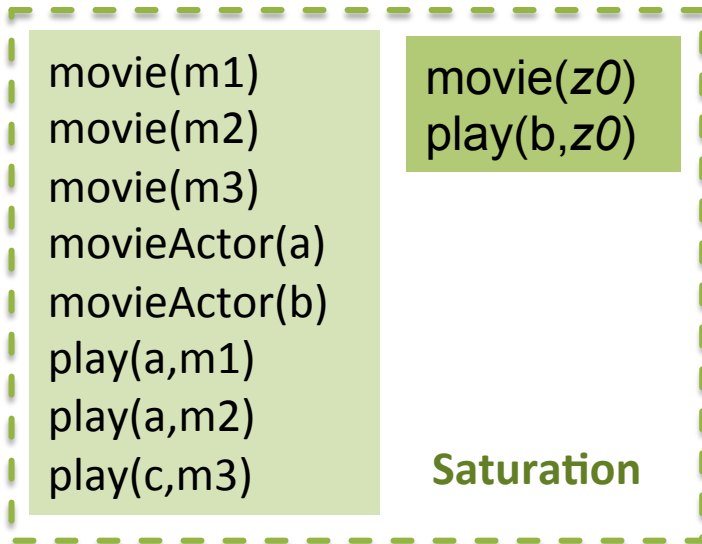 movie(m1)
movie(m2)
movie(m3)
movieActor(a)
movieActor(b)
play(a,m1)
play(a,m2)
play(c,m3)
movie(z0)
play(b,z0)
Saturation